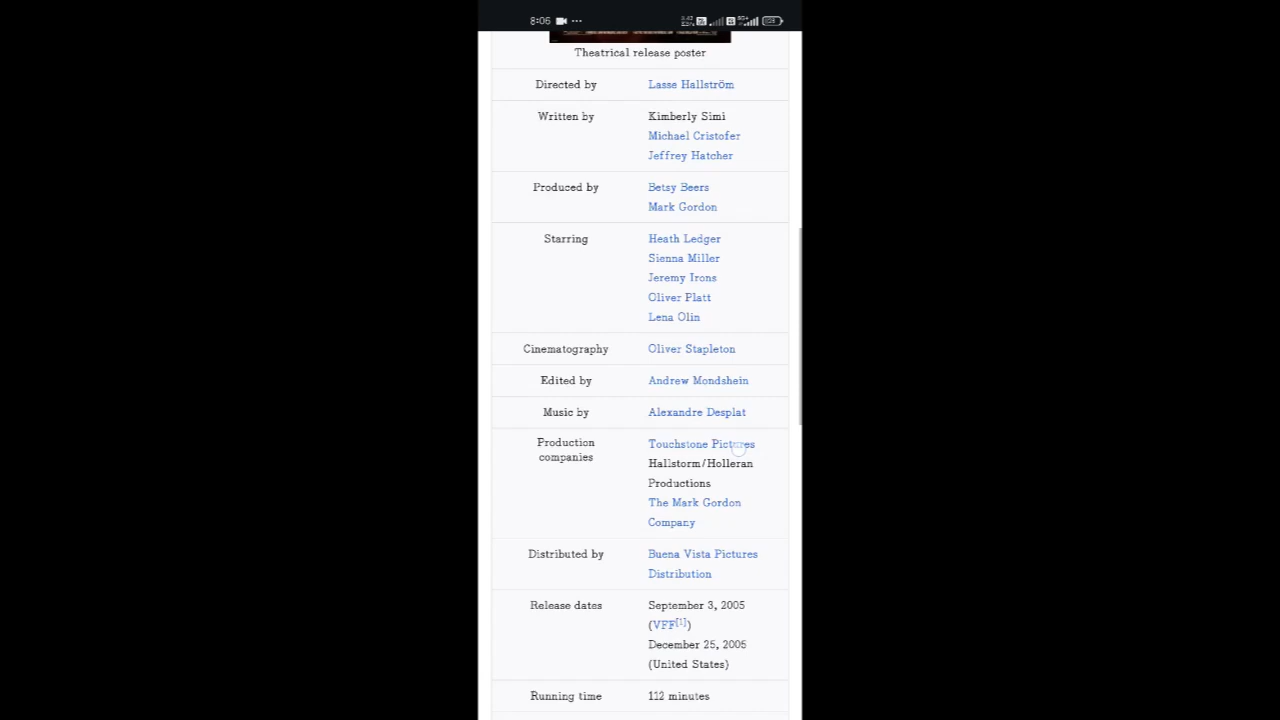 8:06
Theatrical release poster
Directed by
Lasse Hallström
Written by
Kimberly Simi
Michael Cristofer
Jeffrey Hatcher
Produced by
Betsy Beers
Mark Gordon
Starring
Heath Ledger
Sienna Miller
Jeremy Irons
Oliver Platt
Lena Olin
Cinematography
Oliver Stapleton
Edited by
Andrew Mondshein
Music by
Alexandre Desplat
Production
companies
Touchstone Pictures
Hallstorm/Holleran
Productions
The Mark Gordon
Company
Distributed by
Buena Vista Pictures
Distribution
Release dates
September 3, 2005
(VFF[1])
December 25, 2005
(United States)
Running time
112 minutes